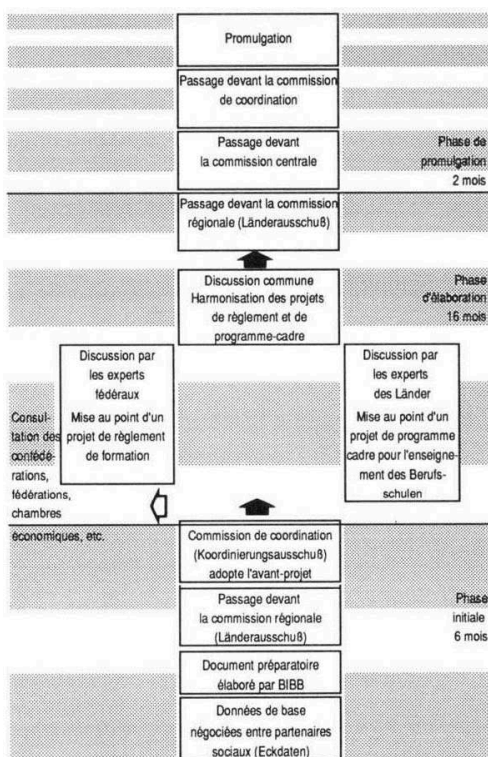 Promulgation
Passage devant la commission
de coordination
Passage devant
la commission centrale
Phase de
promulgation
2 mois
Passage devant la commission
régionale (Länderausschuß)
Discussion commune
Harmonisation des projets
de règlement et de
programme-cadre
Phase
d'élaboration
16 mois
Discussion par
les experts
fédéraux
Mise au point d'un
projet de règlement
de formation
Discussion par
les experts
des Länder
Mise au point d'un
projet de programme
cadre pour l'enseigne-
ment des Berufs-
schulen
Consul-
tation des
confédé-
rations,
fédérations,
chambres
économiques, etc.
Commission de coordination
(Koordinierungsausschuß)
adopte l'avant-projet
Passage devant
la commission régionale
(Länderausschuß)
Phase
initiale
6 mois
Document préparatoire
élaboré par BIBB
Données de base
négociées entre partenaires
sociaux (Eckdaten)